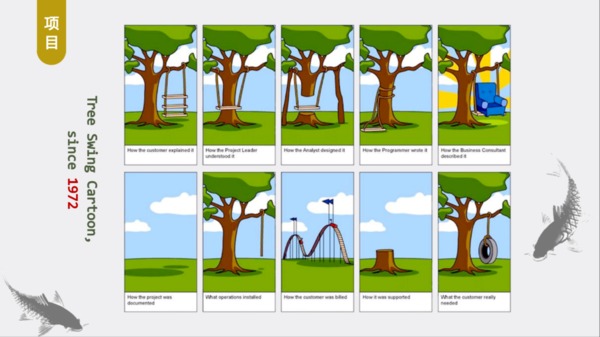 项
目
Tree Swing Cartoon,
since 1972
How the customer explained it
How the Project Leader
understood it
How the Analyst designed it
How the Programmer wrote it
How the Business Consultant
described it
How the project was
documented
What operations installed
How the customer was billed
How it was supported
What the customer really
needed